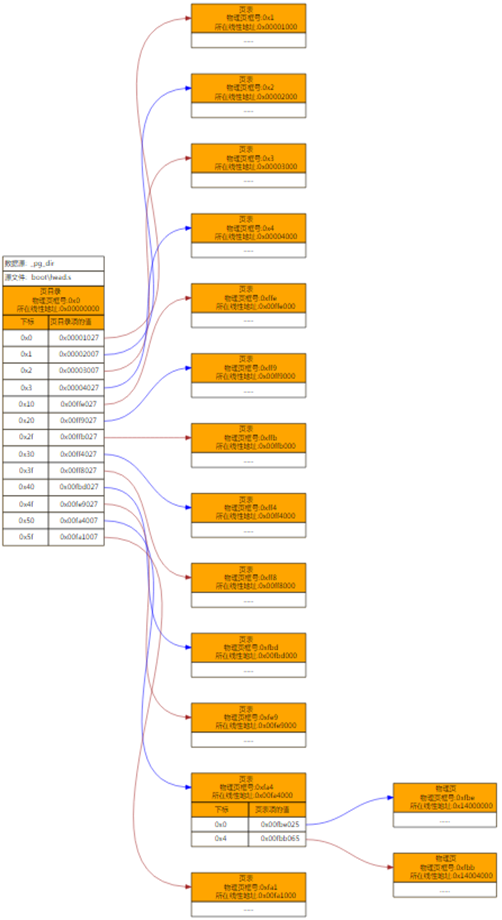 页表
物理页框号:0x1
所在线性地址:0x00001000
......
页表
物理页框号:0x2
所在线性地址:0x00002000
......
页表
物理页框号:0x3
所在线性地址:0x00003000
......
页表
物理页框号:0x4
所在线性地址:0x00004000
......
数据源: _pg_dir
源文件: boot\head.s
页目录
物理页框号:0x0
所在线性地址:0x00000000
下标 页目录项的值
0x0 0x00001027
0x1 0x00002007
0x2 0x00003007
0x3 0x00004027
0x10 0x00ffe027
0x20 0x00ff9027
0x2f 0x00ffb027
0x30 0x00ff4027
0x3f 0x00ff8027
0x40 0x00fbd027
0x4f 0x00fe9027
0x50 0x00fa4007
0x5f 0x00fa1007
页表
物理页框号:0xffe
所在线性地址:0x00ffe000
......
页表
物理页框号:0xff9
所在线性地址:0x00ff9000
......
页表
物理页框号:0xffb
所在线性地址:0x00ffb000
......
页表
物理页框号:0xff4
所在线性地址:0x00ff4000
......
页表
物理页框号:0xff8
所在线性地址:0x00ff8000
......
页表
物理页框号:0xfbd
所在线性地址:0x00fbd000
......
页表
物理页框号:0xfe9
所在线性地址:0x00fe9000
......
页表
物理页框号:0xfa4
所在线性地址:0x00fa4000
下标 页表项的值
0x0 0x00fbe025
0x4 0x00fbb065
物理页
物理页框号:0xfbe
所在线性地址:0x14000000
......
物理页
物理页框号:0xfbb
所在线性地址:0x14004000
......
页表
物理页框号:0xfa1
所在线性地址:0x00fa1000
......